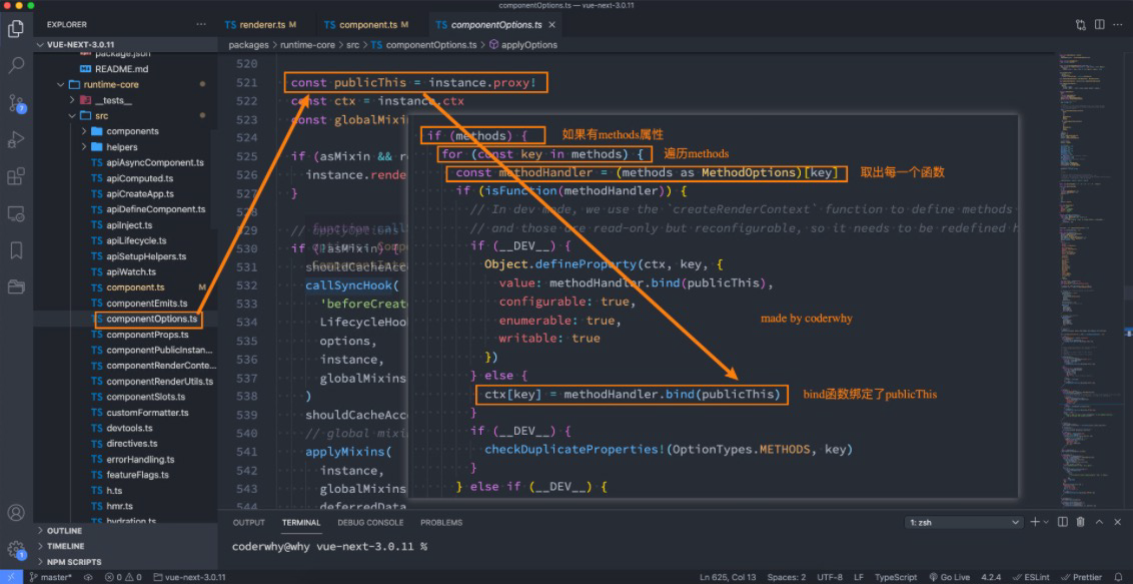 componentOptions.ts — vue-next-3.0.11
EXPLORER
VUE-NEXT-3.0.11
package.json
README.md
runtime-core
__tests__
src
components
helpers
apiAsyncComponent.ts
apiComputed.ts
apiCreateApp.ts
apiDefineComponent.ts
apiInject.ts
apiLifecycle.ts
apiSetupHelpers.ts
apiWatch.ts
component.ts M
componentEmits.ts
componentOptions.ts
componentProps.ts
componentPublicInstan...
componentRenderConte...
componentRenderUtils.ts
componentSlots.ts
customFormatter.ts
devtools.ts
directives.ts
errorHandling.ts
featureFlags.ts
h.ts
hmr.ts
hydration.ts
OUTLINE
TIMELINE
NPM SCRIPTS
TS renderer.ts M TS component.ts M TS componentOptions.ts ×
packages > runtime-core > src > TS componentOptions.ts > applyOptions
520
521 const publicThis = instance.proxy!
522 const ctx = instance.ctx
523 const globalMixin
524
525 if (asMixin && r
526 instance.rende
527 }
528
529
530
531 shouldCacheAcc
532 callSyncHook(
533 'beforeCreate
534 LifecycleHoo
535 options,
536 instance,
537 globalMixins
538 )
539 shouldCacheAcc
540 // global mixi
541 applyMixins(
542 instance,
543 globalMixins
544 deferredData
if (methods) { 如果有methods属性
for (const key in methods) { 遍历methods
const methodHandler = (methods as MethodOptions)[key] 取出每一个函数
if (isFunction(methodHandler)) {
// In dev mode, we use the `createRenderContext` function to define methods
// and those are read-only but reconfigurable, so it needs to be redefined h
if (__DEV__) {
Object.defineProperty(ctx, key, {
value: methodHandler.bind(publicThis),
configurable: true,
enumerable: true,
writable: true
})
made by coderwhy
} else {
ctx[key] = methodHandler.bind(publicThis) bind函数绑定了publicThis
}
if (__DEV__) {
checkDuplicateProperties!(OptionTypes.METHODS, key)
}
} else if (__DEV__) {
OUTPUT TERMINAL DEBUG CONSOLE PROBLEMS 1: zsh
coderwhy@why vue-next-3.0.11 %
master* 0 0 vue-next-3.0.11 Ln 625, Col 13 Spaces: 2 UTF-8 LF TypeScript Go Live 4.2.4 ESLint Prettier